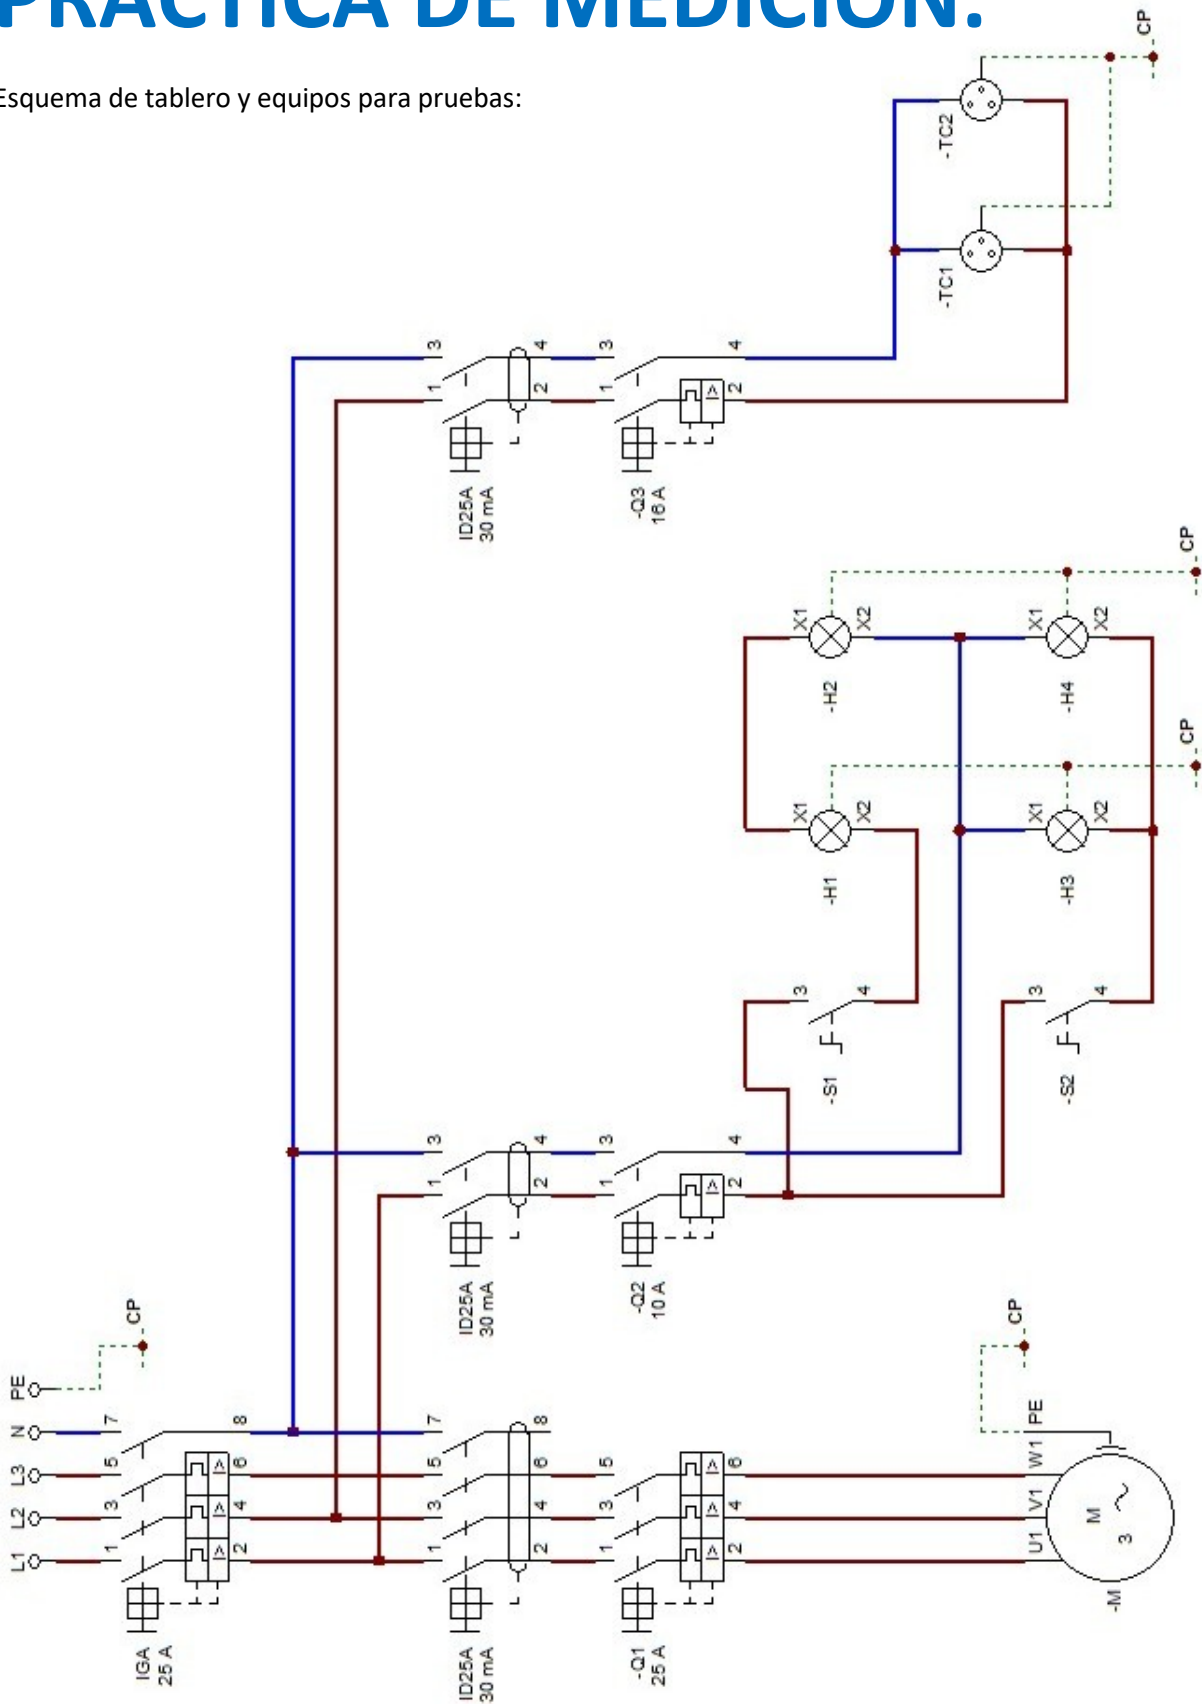 PRÁCTICA DE MEDICIÓN.
Esquema de tablero y equipos para pruebas:
L1 L2 L3 N PE
CP
1 3 5 7
IGA
25 A
I> I> I>
2 4 6 8
1 3 5 7
ID25A
30 mA
2 4 6 8
1 3 5
-Q1
25 A
I> I> I>
2 4 6
U1 V1 W1 PE
CP
M
3
-M
1 3
ID25A
30 mA
2 4
1 3
-Q2
10 A
I>
2 4
3
-S1
4
3
-S2
4
X1
-H1
X2
X1
-H2
X2
X1
-H3
X2
X1
-H4
X2
CP
CP
1 3
ID25A
30 mA
2 4
1 3
-Q3
16 A
I>
2 4
-TC1
-TC2
CP